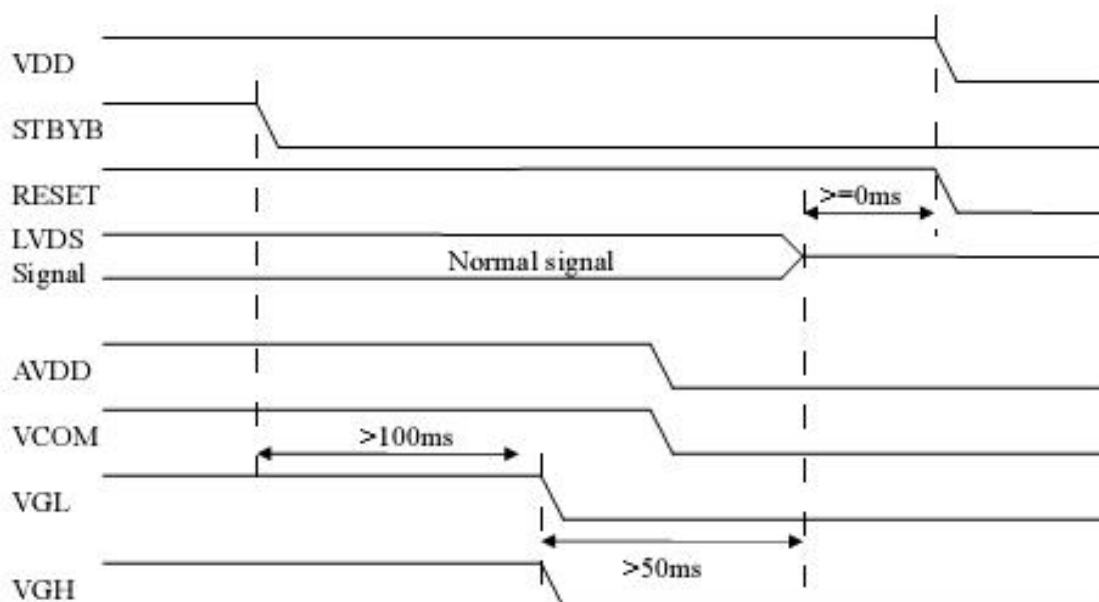 VDD
STBYB
RESET
>=0ms
LVDS
Signal
Normal signal
AVDD
VCOM
>100ms
VGL
>50ms
VGH